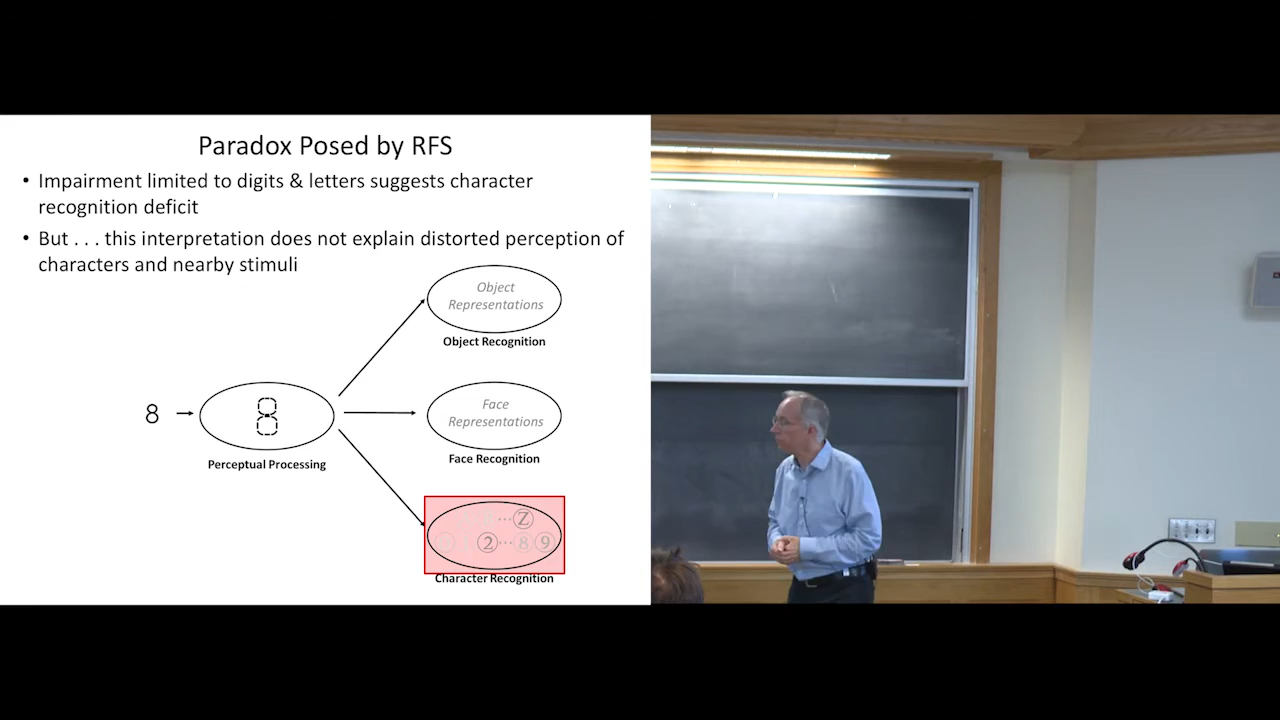 Paradox Posed by RFS
• Impairment limited to digits & letters suggests character
recognition deficit
• But . . . this interpretation does not explain distorted perception of
characters and nearby stimuli
Object
Representations
Object Recognition
8
8
Perceptual Processing
Face
Representations
Face Recognition
... Z
2 ... 8 9
Character Recognition